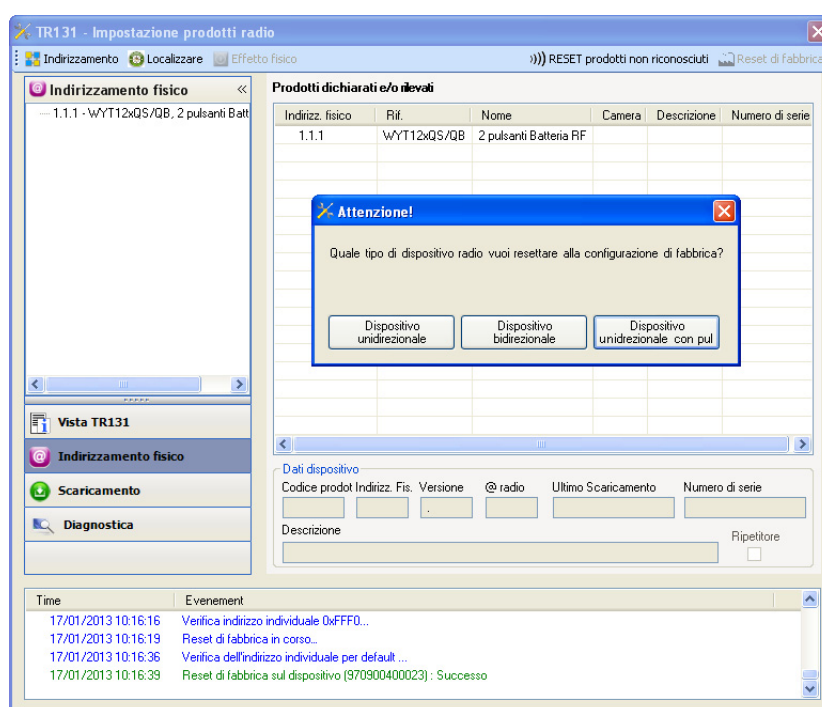 TR131 - Impostazione prodotti radio
Indirizzamento Localizzare Effetto fisico RESET prodotti non riconosciuti Reset di fabbrica
Indirizzamento fisico
1.1.1 - WYT12xQS/QB, 2 pulsanti Batt
Vista TR131
Indirizzamento fisico
Scaricamento
Diagnostica
Prodotti dichiarati e/o rilevati
Indirizz. fisico Rif. Nome Camera Descrizione Numero di serie
1.1.1 WYT12xQS/QB 2 pulsanti Batteria RF
Attenzione!
Quale tipo di dispositivo radio vuoi resettare alla configurazione di fabbrica?
Dispositivo
unidirezionale
Dispositivo
bidirezionale
Dispositivo
unidrezionale con pul
Dati dispositivo
Codice prodot Indirizz. Fis. Versione @ radio Ultimo Scaricamento Numero di serie
.
Descrizione
Ripetitore
Time Evenement
17/01/2013 10:16:16 Verifica indirizzo individuale 0xFFF0...
17/01/2013 10:16:19 Reset di fabbrica in corso...
17/01/2013 10:16:36 Verifica dell'indirizzo individuale per default ...
17/01/2013 10:16:39 Reset di fabbrica sul dispositivo (970900400023) : Successo